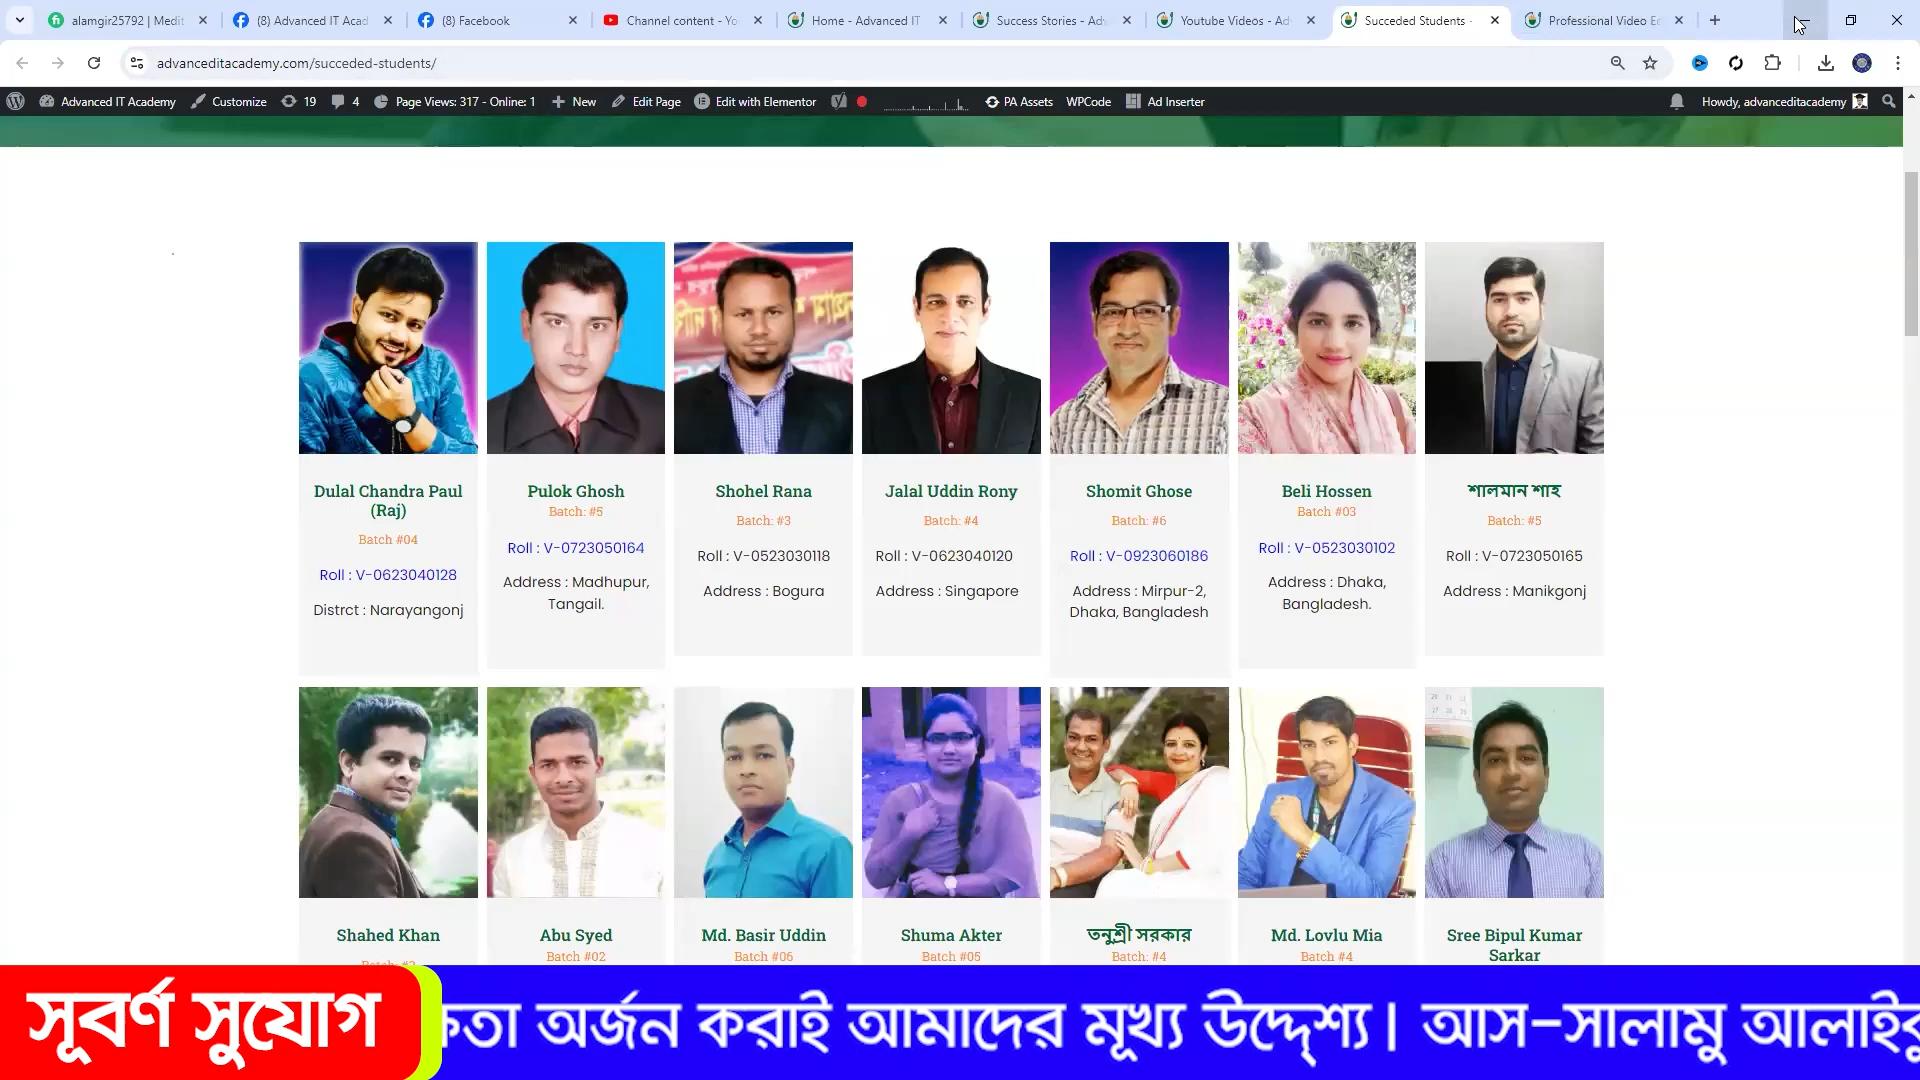 alamgir25792 | Medit
(8) Advanced IT Acad
(8) Facebook
Channel content - Yo
Home - Advanced IT
Success Stories - Adv
Youtube Videos - Ad
Succeded Students -
Professional Video Ed
advanceditacademy.com/succeded-students/
Advanced IT Academy
Customize
19
4
Page Views: 317 - Online: 1
New
Edit Page
Edit with Elementor
PA Assets
WPCode
Ad Inserter
Howdy, advanceditacademy
Dulal Chandra Paul
(Raj)
Batch #04
Roll : V-0623040128
Distrct : Narayangonj
Pulok Ghosh
Batch: #5
Roll : V-0723050164
Address : Madhupur,
Tangail.
Shohel Rana
Batch: #3
Roll : V-0523030118
Address : Bogura
Jalal Uddin Rony
Batch: #4
Roll : V-0623040120
Address : Singapore
Shomit Ghose
Batch: #6
Roll : V-0923060186
Address : Mirpur-2,
Dhaka, Bangladesh
Beli Hossen
Batch #03
Roll : V-0523030102
Address : Dhaka,
Bangladesh.
শালমান শাহ
Batch: #5
Roll : V-0723050165
Address : Manikgonj
Shahed Khan
Abu Syed
Batch #02
Md. Basir Uddin
Batch #06
Shuma Akter
Batch #05
তনুশ্রী সরকার
Batch: #4
Md. Lovlu Mia
Batch #4
Sree Bipul Kumar
Sarkar
সূবর্ণ সুযোগ
অর্জন করাই আমাদের মূখ্য উদ্দেশ্য। আস-সালামু